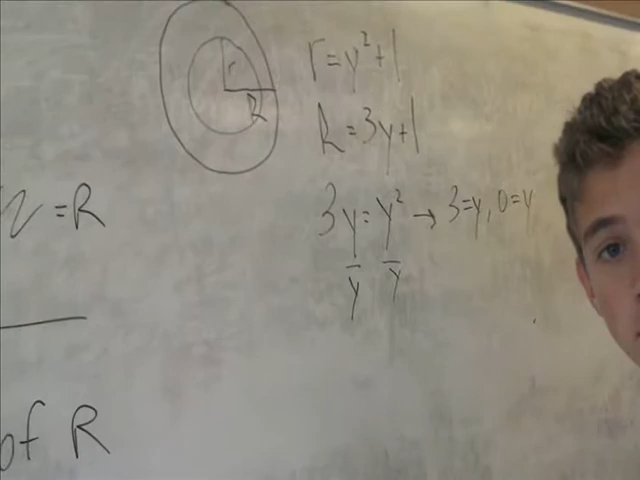 r
R
r=y²+1
R=3y+1
3y=y² → 3=y, 0=y
y y
=R
of R